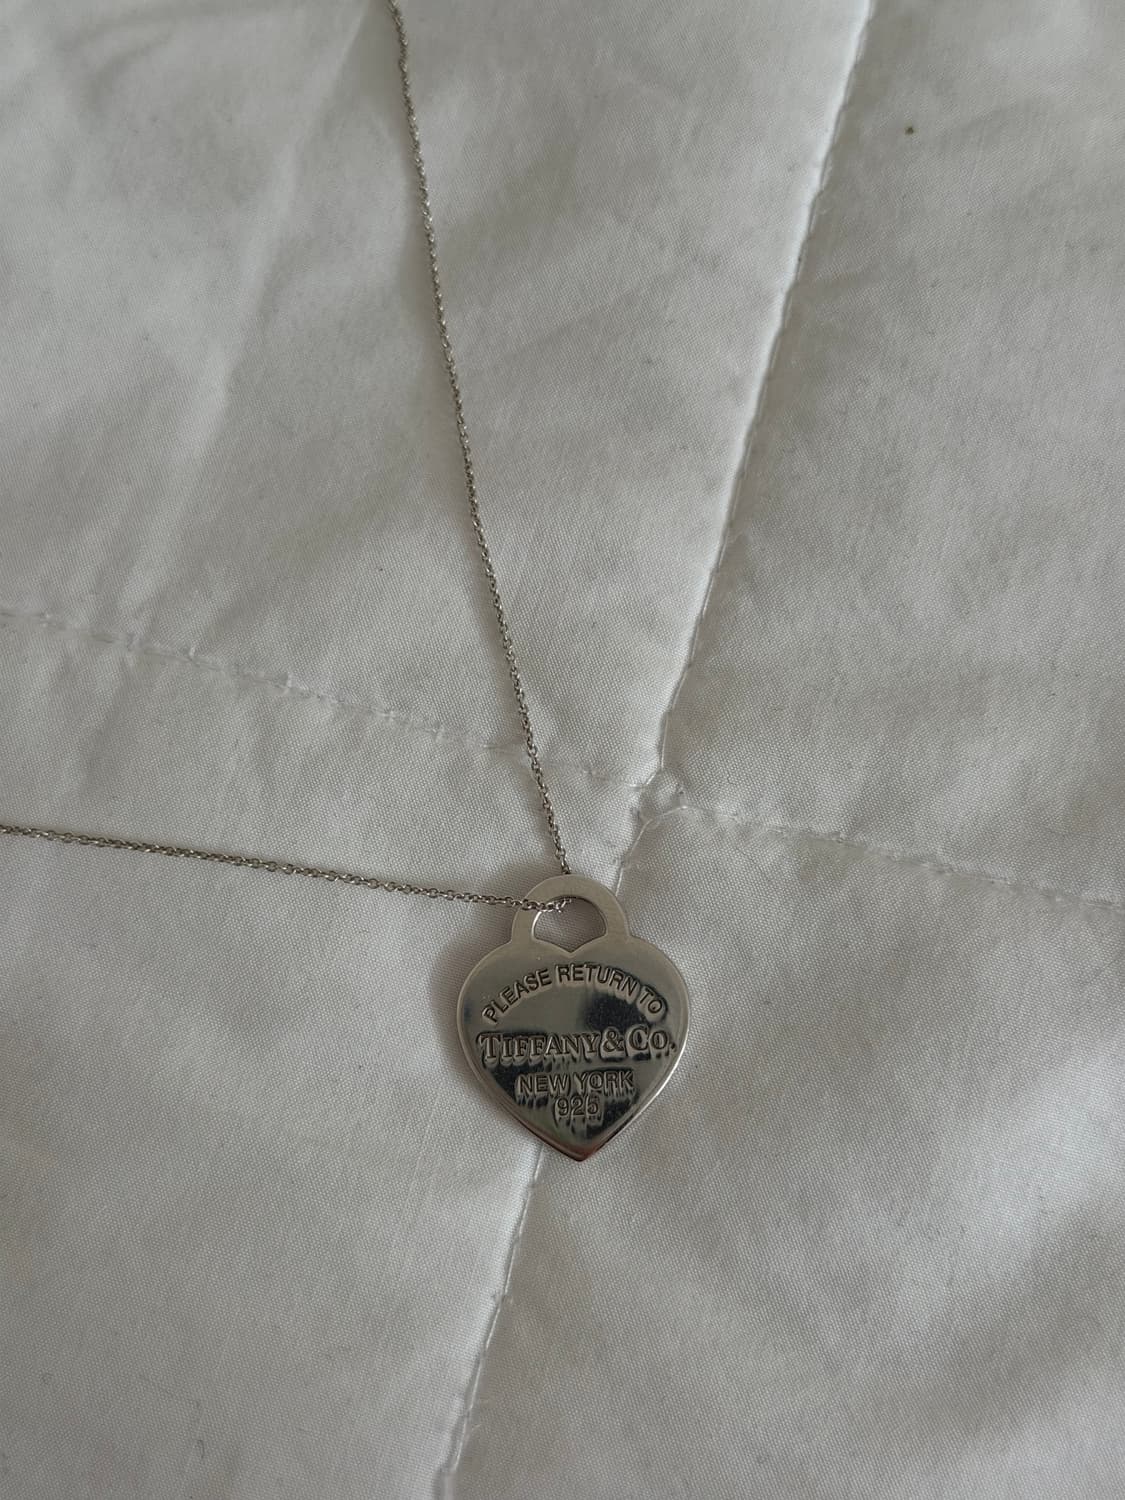 PLEASE RETURN TO
TIFFANY & CO.
NEW YORK
925